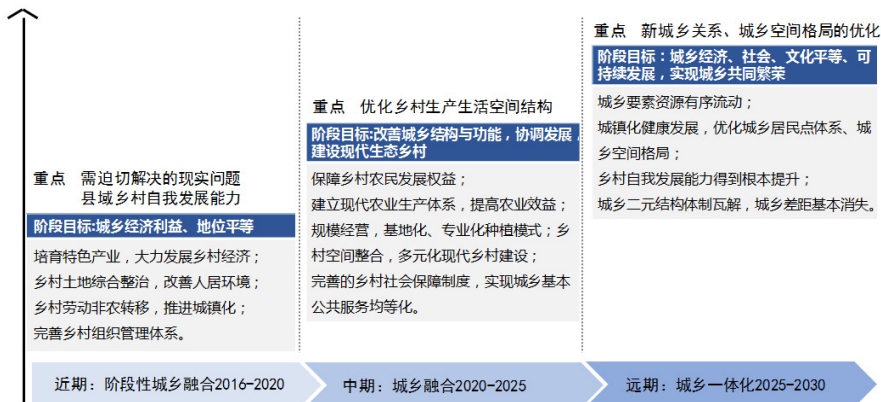 重点 需迫切解决的现实问题
县域乡村自我发展能力
阶段目标:城乡经济利益、地位平等
培育特色产业，大力发展乡村经济；
乡村土地综合整治，改善人居环境；
乡村劳动非农转移，推进城镇化；
完善乡村组织管理体系。
重点 优化乡村生产生活空间结构
阶段目标:改善城乡结构与功能，协调发展，
建设现代生态乡村
保障乡村农民发展权益；
建立现代农业生产体系，提高农业效益；
规模经营，基地化、专业化种植模式；乡
村空间整合，多元化现代乡村建设；
完善的乡村社会保障制度，实现城乡基本
公共服务均等化。
重点 新城乡关系、城乡空间格局的优化
阶段目标：城乡经济、社会、文化平等、可
持续发展，实现城乡共同繁荣
城乡要素资源有序流动；
城镇化健康发展，优化城乡居民点体系、城
乡空间格局；
乡村自我发展能力得到根本提升；
城乡二元结构体制瓦解，城乡差距基本消失。
近期：阶段性城乡融合2016-2020
中期：城乡融合2020-2025
远期：城乡一体化2025-2030